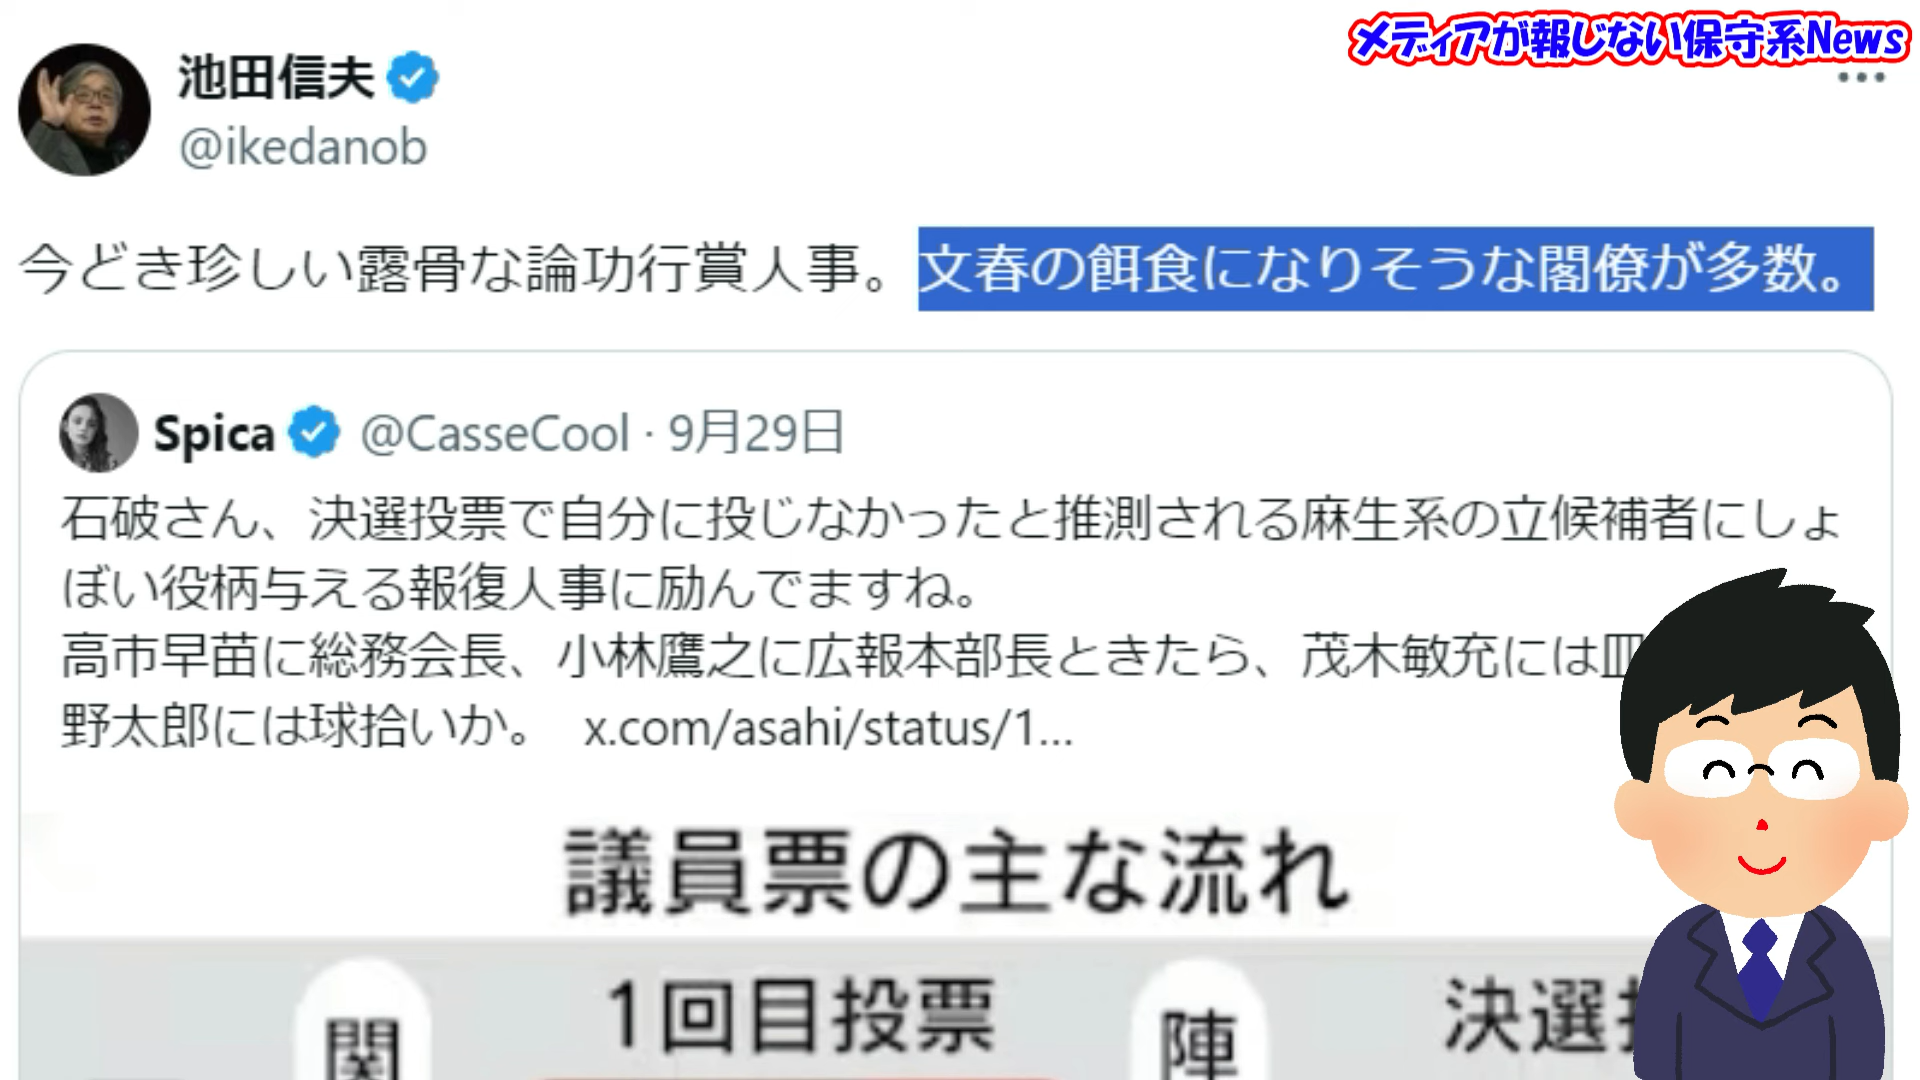 メディアが報じない保守系News
池田信夫
@ikedanob
今どき珍しい露骨な論功行賞人事。文春の餌食になりそうな閣僚が多数。
Spica @CasseCool · 9月29日
石破さん、決選投票で自分に投じなかったと推測される麻生系の立候補者にしょ
ぼい役柄与える報復人事に励んでますね。
高市早苗に総務会長、小林鷹之に広報本部長ときたら、茂木敏充には皿
野太郎には球拾いか。 x.com/asahi/status/1...
議員票の主な流れ
1回目投票
決選
関
陣